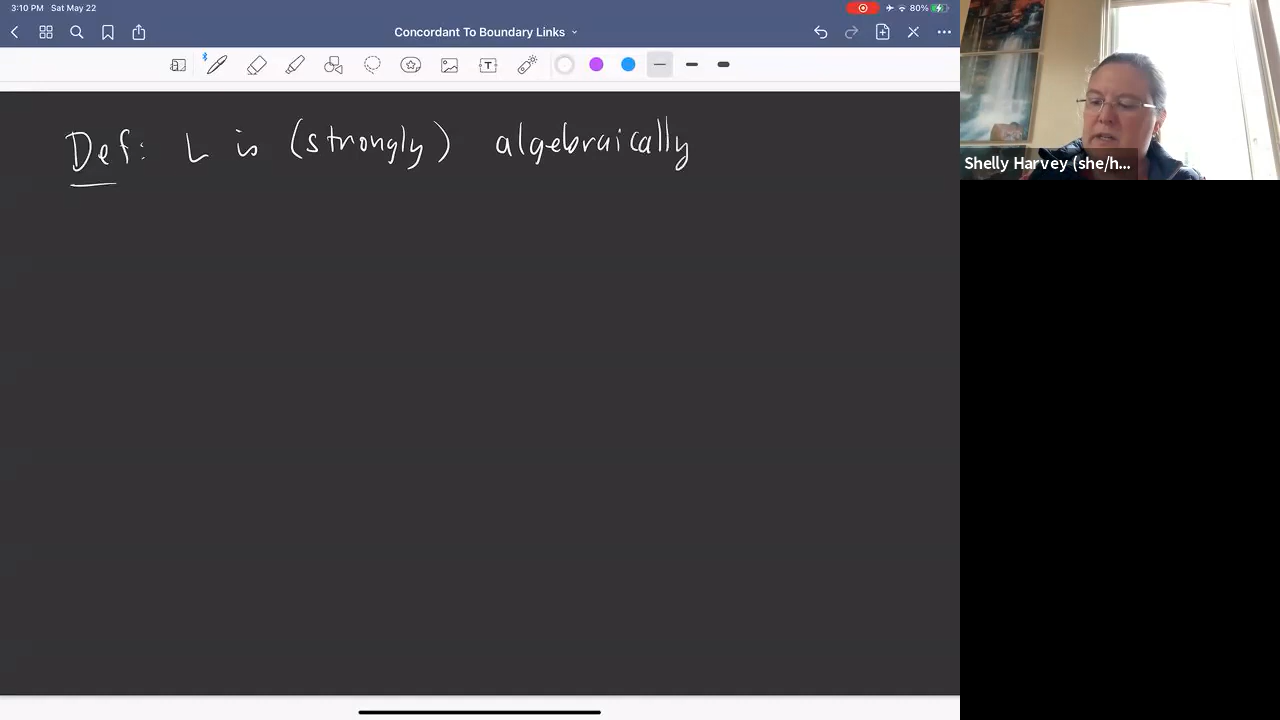 3:10 PM Sat May 22
80%
Concordant To Boundary Links
T
Def: L is (strongly) algebraically
Shelly Harvey (she/h...